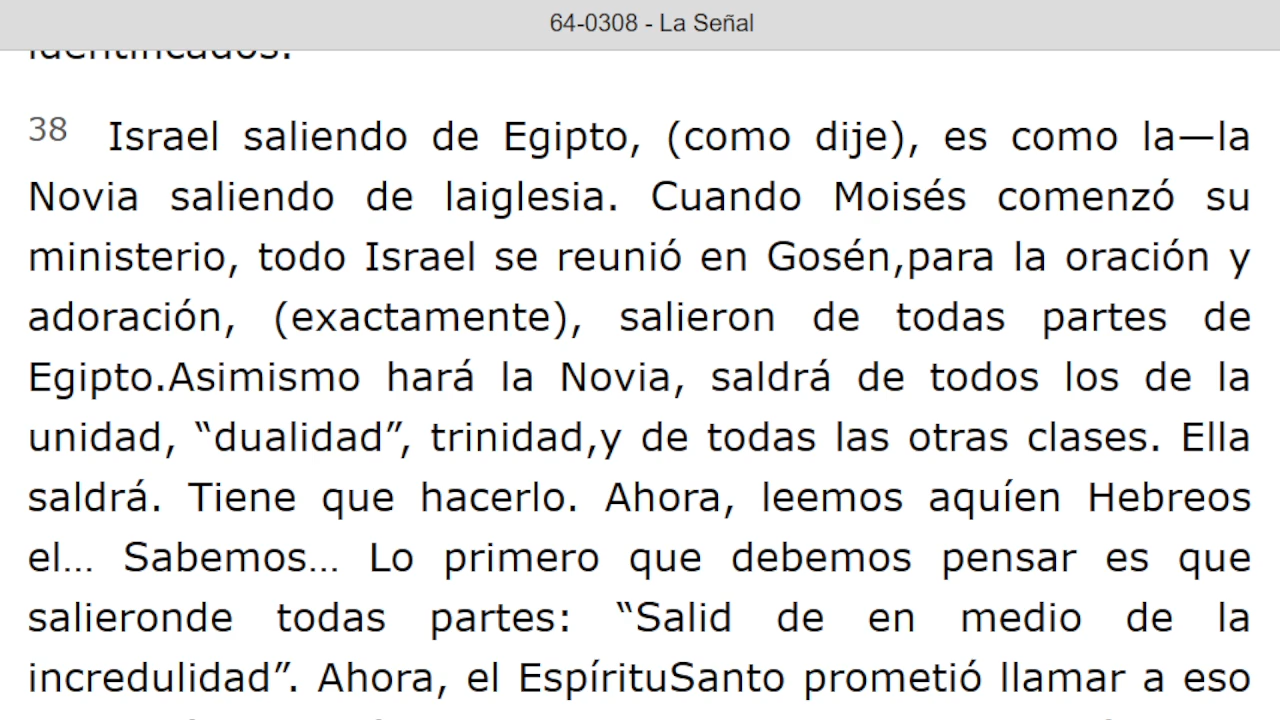 64-0308 - La Señal
identificados.
38 Israel saliendo de Egipto, (como dije), es como la—la
Novia saliendo de laiglesia. Cuando Moisés comenzó su
ministerio, todo Israel se reunió en Gosén,para la oración y
adoración, (exactamente), salieron de todas partes de
Egipto.Asimismo hará la Novia, saldrá de todos los de la
unidad, “dualidad”, trinidad,y de todas las otras clases. Ella
saldrá. Tiene que hacerlo. Ahora, leemos aquíen Hebreos
el… Sabemos… Lo primero que debemos pensar es que
salieronde todas partes: “Salid de en medio de la
incredulidad”. Ahora, el EspírituSanto prometió llamar a eso